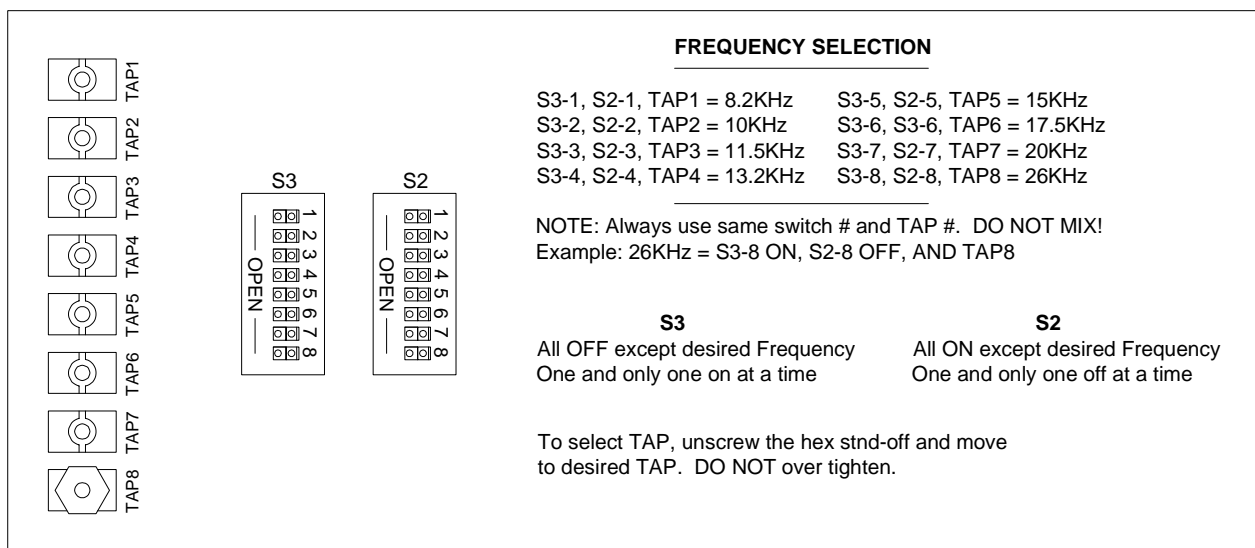 FREQUENCY SELECTION
S3-1, S2-1, TAP1 = 8.2KHz S3-5, S2-5, TAP5 = 15KHz
S3-2, S2-2, TAP2 = 10KHz S3-6, S3-6, TAP6 = 17.5KHz
S3-3, S2-3, TAP3 = 11.5KHz S3-7, S2-7, TAP7 = 20KHz
S3-4, S2-4, TAP4 = 13.2KHz S3-8, S2-8, TAP8 = 26KHz
NOTE: Always use same switch # and TAP #. DO NOT MIX!
Example: 26KHz = S3-8 ON, S2-8 OFF, AND TAP8
S3
All OFF except desired Frequency
One and only one on at a time
S2
All ON except desired Frequency
One and only one off at a time
To select TAP, unscrew the hex stnd-off and move
to desired TAP. DO NOT over tighten.
TAP1
TAP2
TAP3
TAP4
TAP5
TAP6
TAP7
TAP8
S3
OPEN
1
2
3
4
5
6
7
8
S2
OPEN
1
2
3
4
5
6
7
8